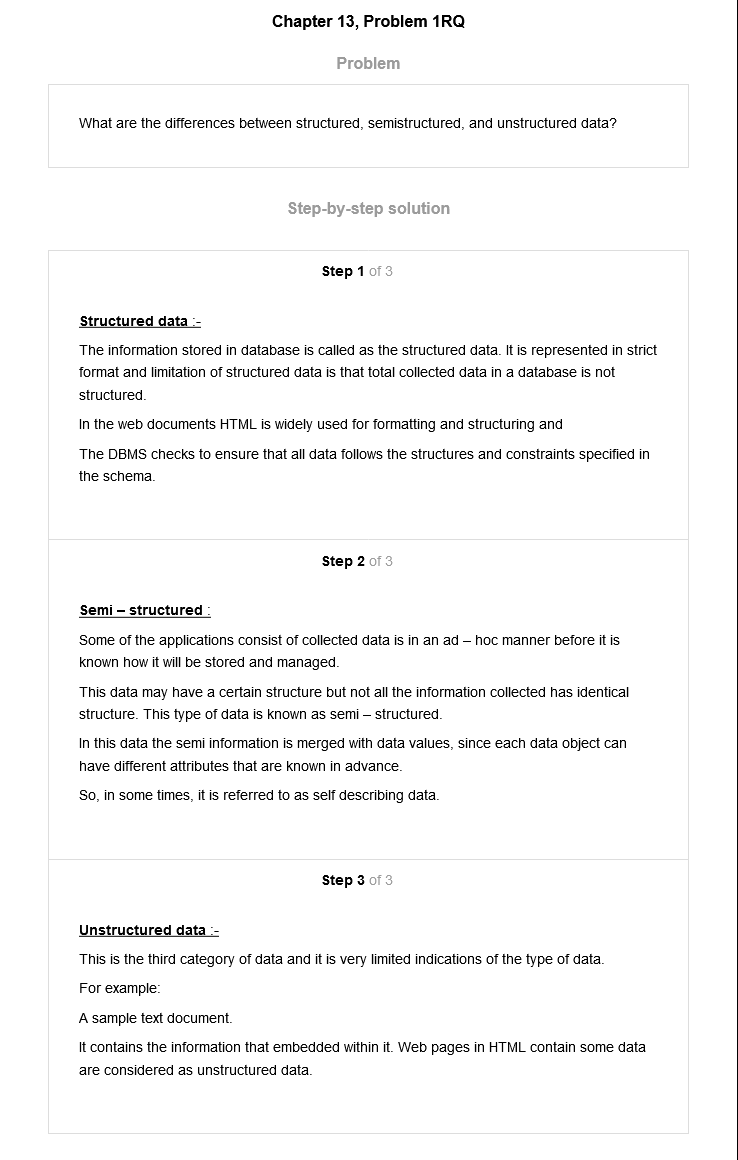 Chapter 13, Problem 1RQ
Problem
What are the differences between structured, semistructured, and unstructured data?
Step-by-step solution
Step 1 of 3
Structured data :-
The information stored in database is called as the structured data. It is represented in strict
format and limitation of structured data is that total collected data in a database is not
structured.
In the web documents HTML is widely used for formatting and structuring and
The DBMS checks to ensure that all data follows the structures and constraints specified in
the schema.
Step 2 of 3
Semi – structured :
Some of the applications consist of collected data is in an ad – hoc manner before it is
known how it will be stored and managed.
This data may have a certain structure but not all the information collected has identical
structure. This type of data is known as semi – structured.
In this data the semi information is merged with data values, since each data object can
have different attributes that are known in advance.
So, in some times, it is referred to as self describing data.
Step 3 of 3
Unstructured data :-
This is the third category of data and it is very limited indications of the type of data.
For example:
A sample text document.
It contains the information that embedded within it. Web pages in HTML contain some data
are considered as unstructured data.